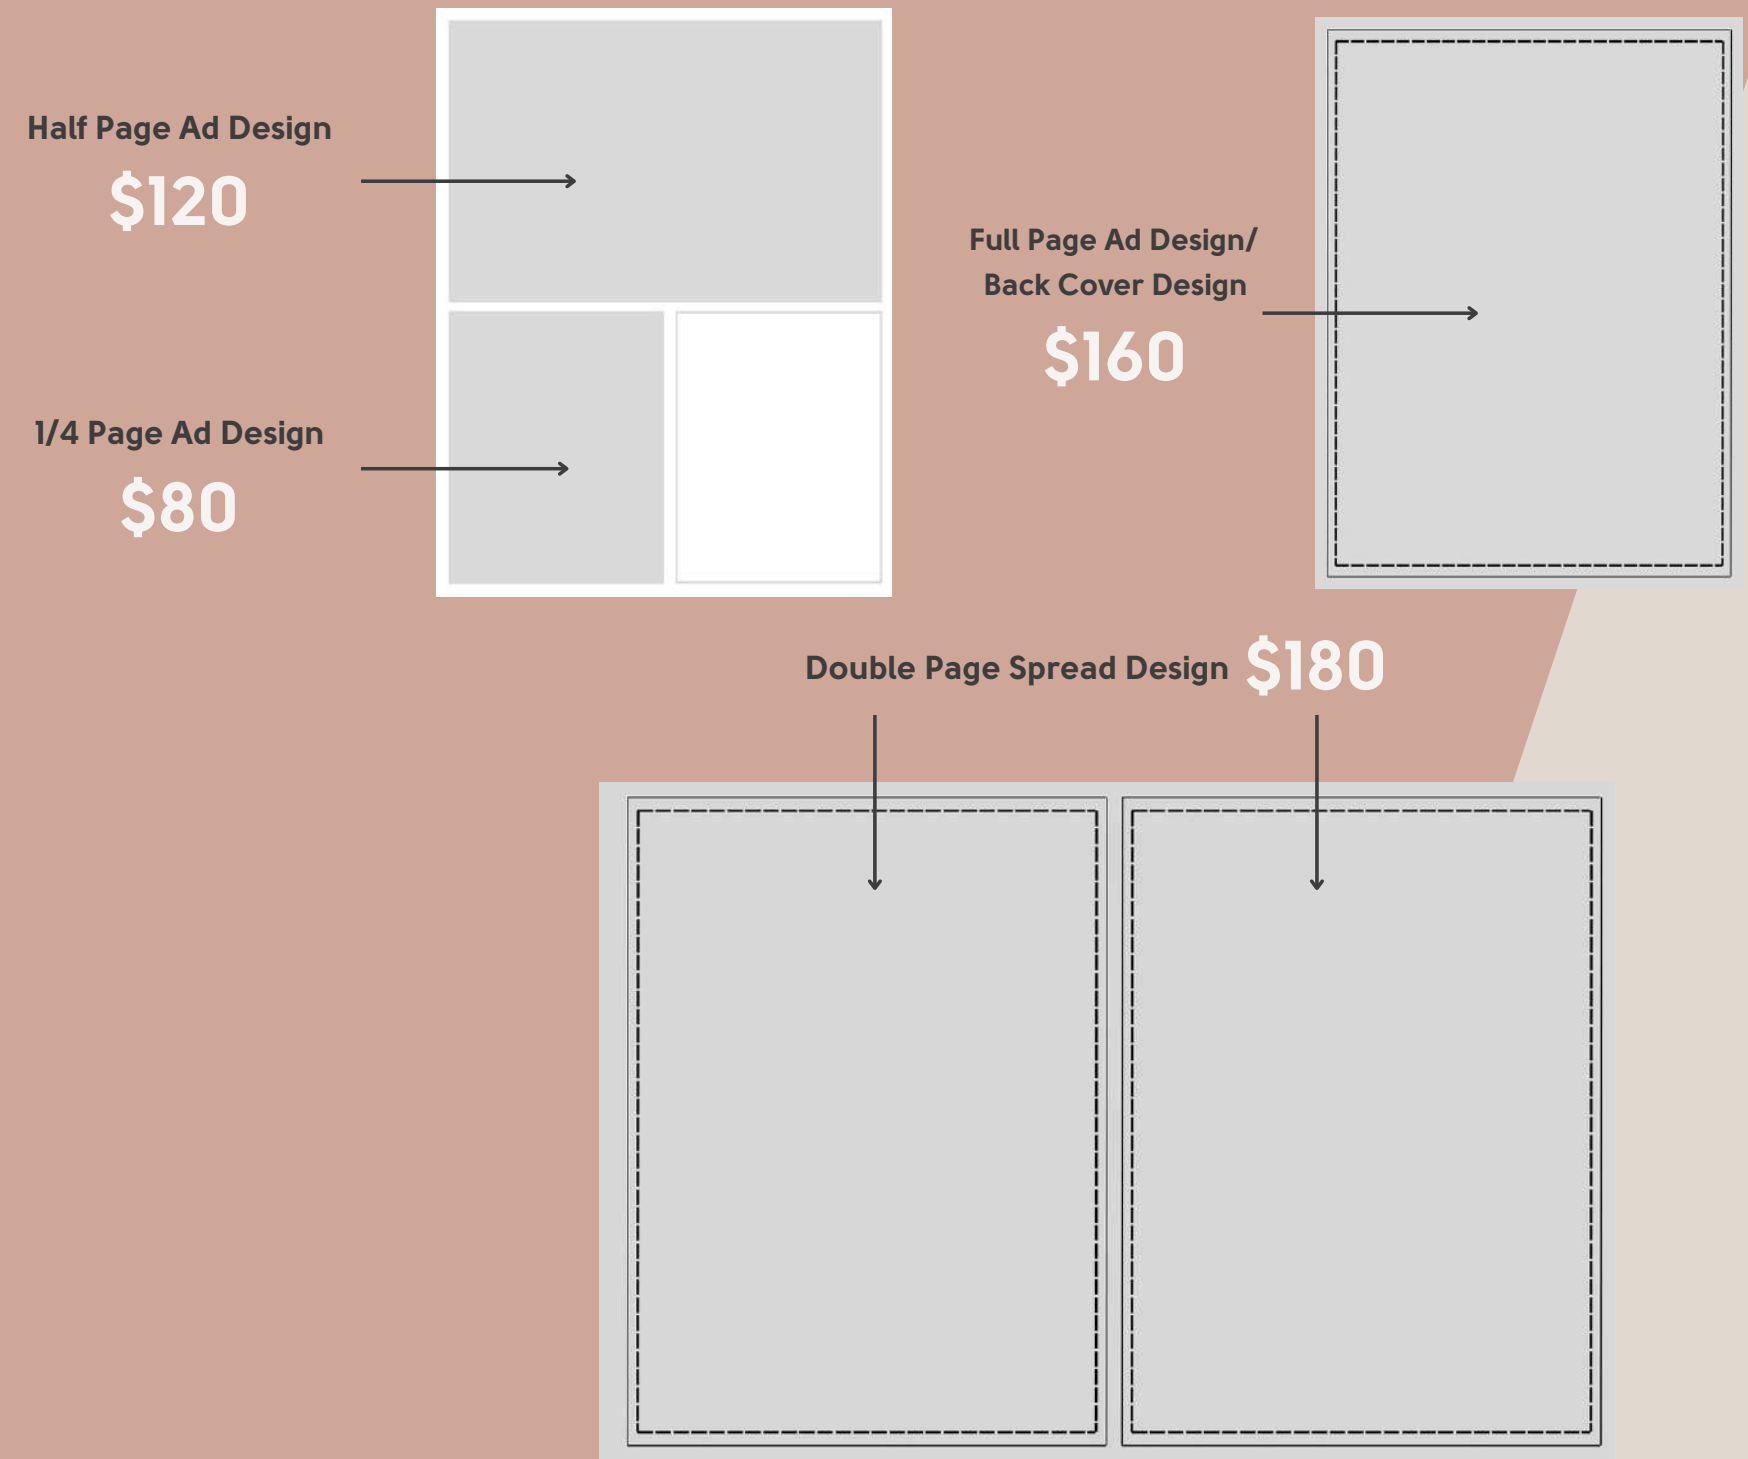 Half Page Ad Design
$120
1/4 Page Ad Design
$80
Full Page Ad Design/
Back Cover Design
$160
Double Page Spread Design $180